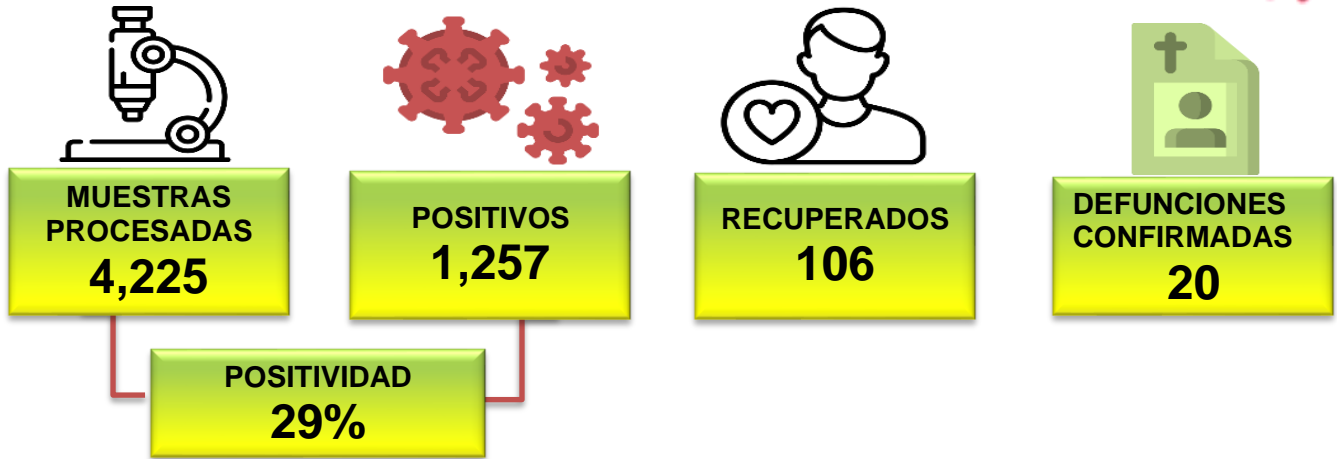 MUESTRAS
PROCESADAS
4,225
POSITIVOS
1,257
RECUPERADOS
106
DEFUNCIONES
CONFIRMADAS
20
POSITIVIDAD
29%